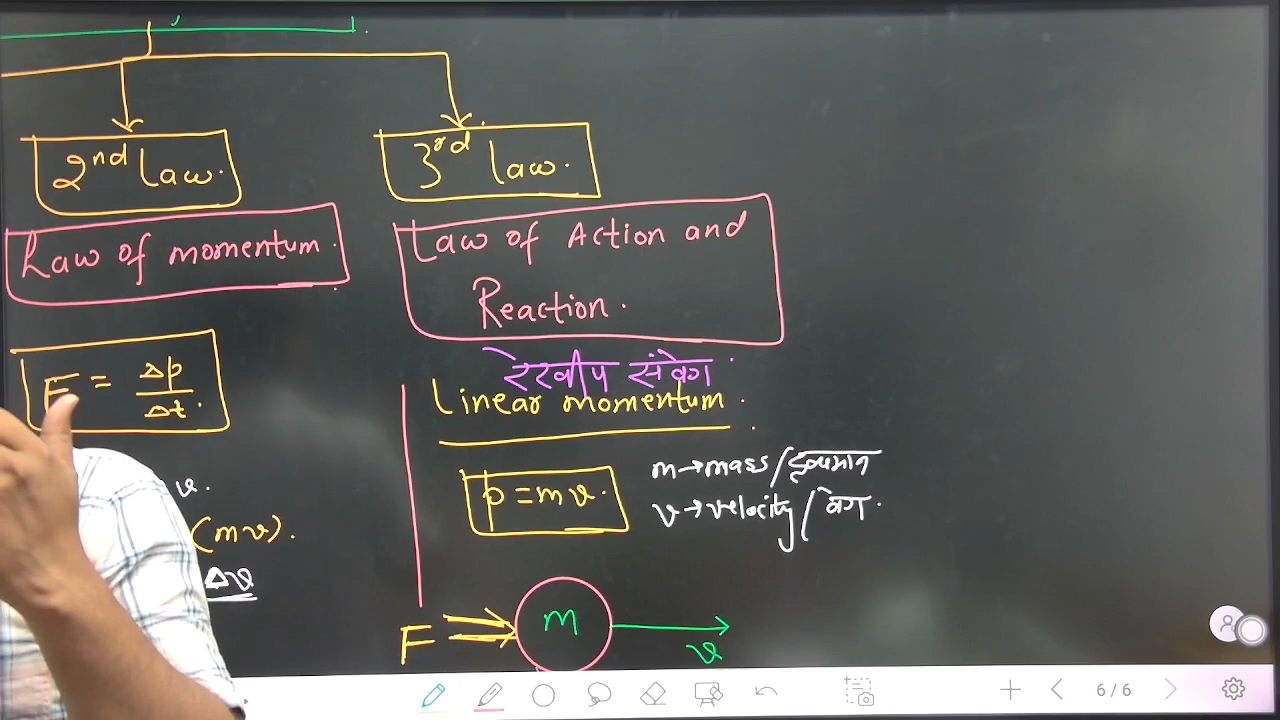 2nd Law.
3rd law.
Law of momentum.
Law of Action and
Reaction.
F = Δp/Δt.
v.
(mv).
Δv
रेखीय संवेग
Linear momentum.
p = mv.
m→mass/द्रव्यमान
v→velocity/वेग.
F
m
v
6/6